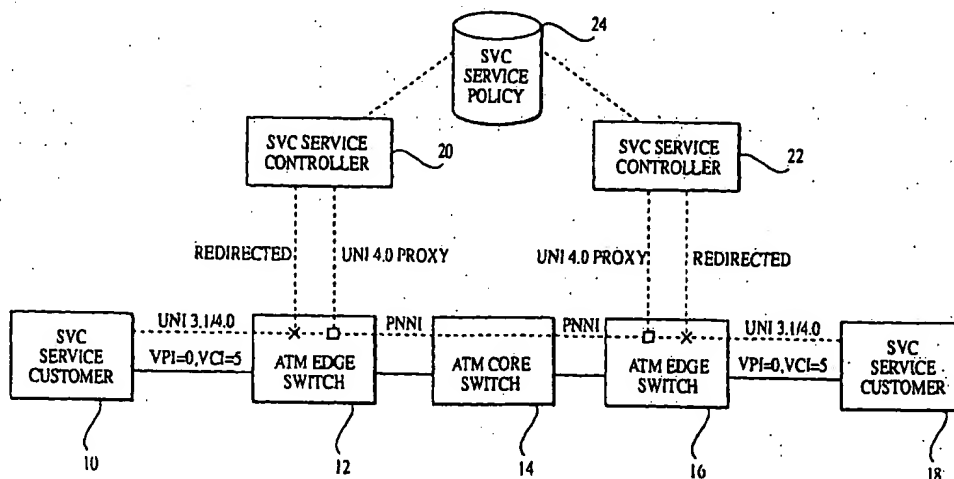 24
SVC
SERVICE
POLICY
SVC SERVICE
CONTROLLER
20
SVC SERVICE
CONTROLLER
22
REDIRECTED
UNI 4.0 PROXY
UNI 4.0 PROXY
REDIRECTED
SVC
SERVICE
CUSTOMER
UNI 3.1/4.0
VPI=0,VCI=5
ATM EDGE
SWITCH
PNNI
ATM CORE
SWITCH
PNNI
ATM EDGE
SWITCH
UNI 3.1/4.0
VPI=0,VCI=5
SVC
SERVICE
CUSTOMER
10
12
14
16
18